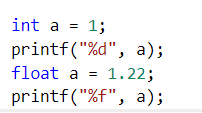 int a = 1;
printf("%d", a);
float a = 1.22;
printf("%f", a);